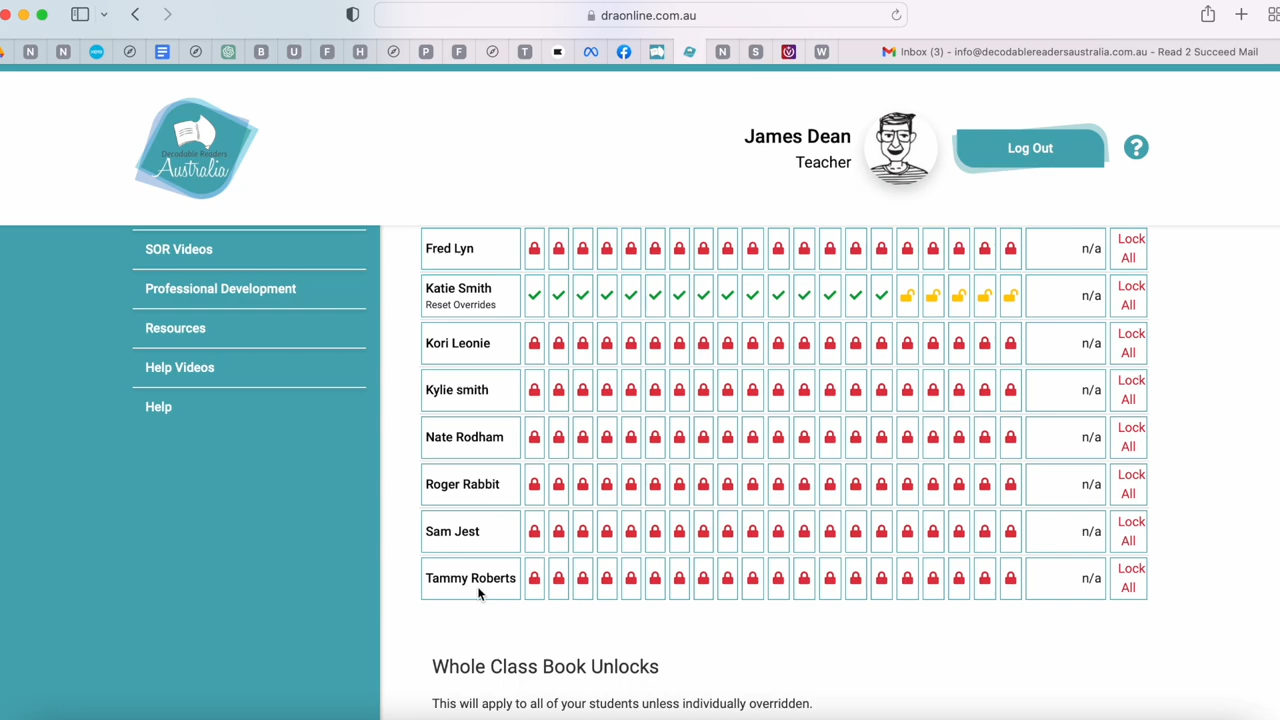 draonline.com.au
N N B U F H P F T N S W
Inbox (3) - info@decodablereadersaustralia.com.au - Read 2 Succeed Mail
Decodable Readers
Australia
James Dean
Teacher
Log Out
?
SOR Videos
Professional Development
Resources
Help Videos
Help
Fred Lyn n/a Lock All
Katie Smith n/a Lock All
Reset Overrides
Kori Leonie n/a Lock All
Kylie smith n/a Lock All
Nate Rodham n/a Lock All
Roger Rabbit n/a Lock All
Sam Jest n/a Lock All
Tammy Roberts n/a Lock All
Whole Class Book Unlocks
This will apply to all of your students unless individually overridden.